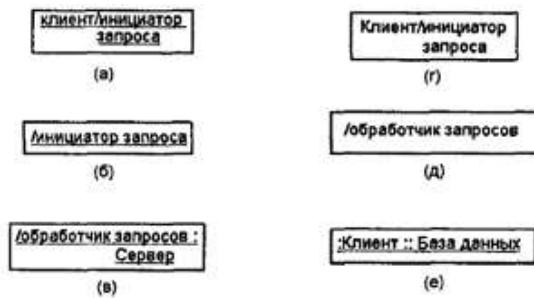 клиент/инициатор
запроса
(а)
Клиент/инициатор
запроса
(г)
/инициатор запроса
(б)
/обработчик запросов
(д)
/обработчик запросов :
Сервер
(в)
:Клиент :: База данных
(е)